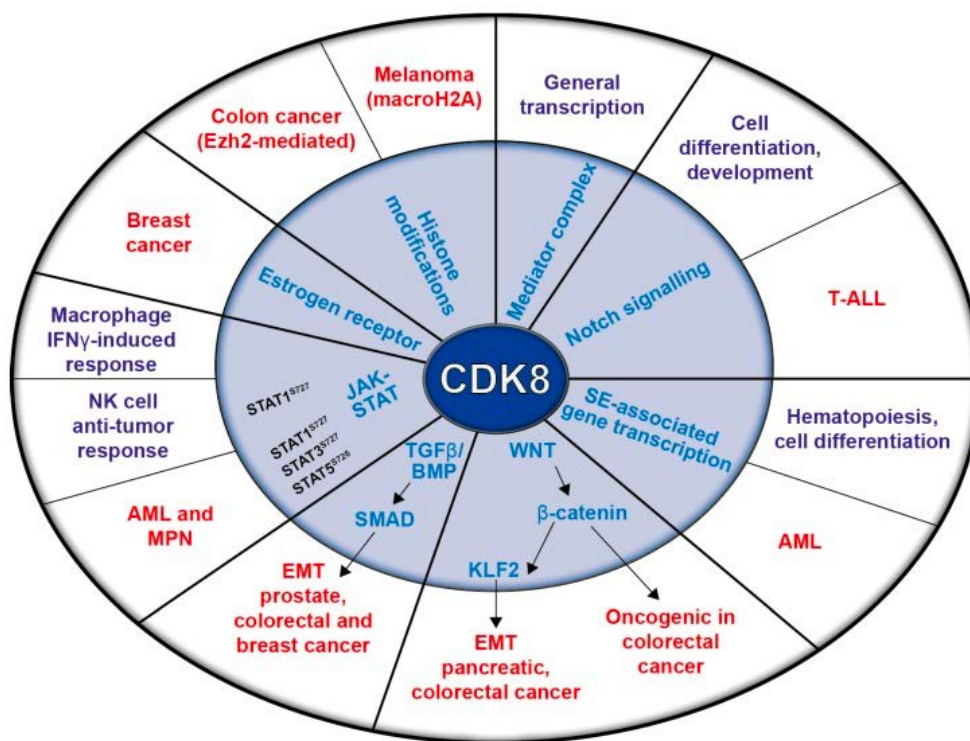 Melanoma
(macroH2A)
General
transcription
Colon cancer
(Ezh2-mediated)
Cell
differentiation,
development
Breast
cancer
T-ALL
Macrophage
IFNγ-induced
response
NK cell
anti-tumor
response
AML and
MPN
Hematopoiesis,
cell differentiation
AML
Histone
modifications
Mediator complex
Estrogen receptor
Notch signalling
CDK8
JAK-
STAT
STAT1S727
STAT1S727
STAT3S727
STAT5S726
SE-associated
gene transcription
TGFβ/
BMP
SMAD
WNT
β-catenin
KLF2
EMT
prostate,
colorectal and
breast cancer
EMT
pancreatic,
colorectal cancer
Oncogenic in
colorectal
cancer